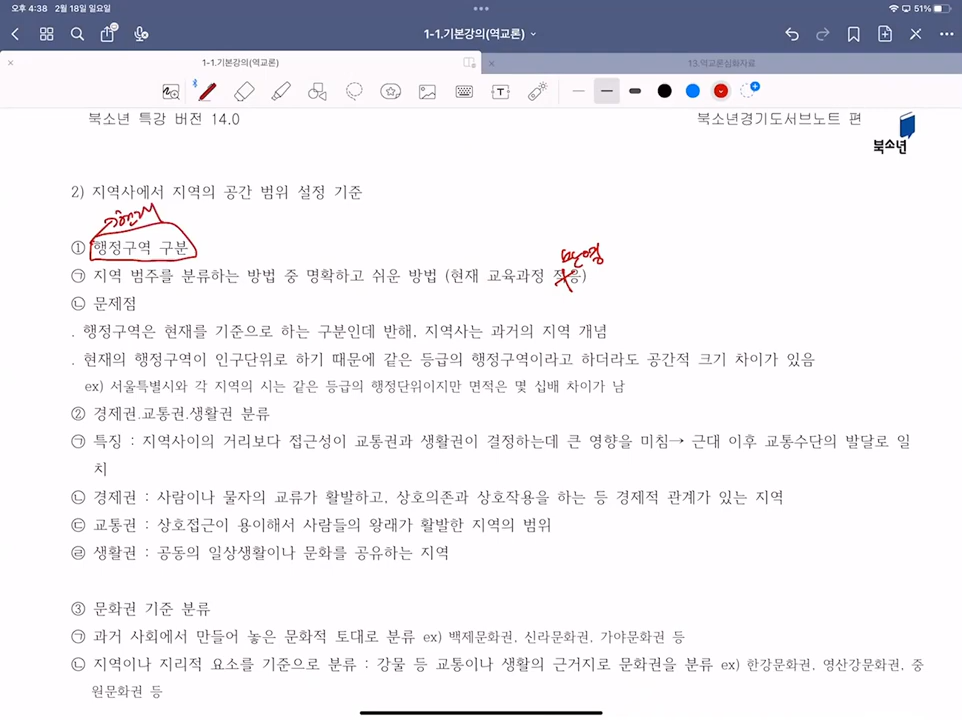 오후 4:38 2월 18일 일요일
51%
1-1.기본강의(역교론)
1-1.기본강의(역교론)
13.역교론심화자료
북소년 특강 버전 14.0
북소년경기도서브노트 편
북소년
2) 지역사에서 지역의 공간 범위 설정 기준
① 행정구역 구분
반영
㉠ 지역 범주를 분류하는 방법 중 명확하고 쉬운 방법 (현재 교육과정 적용)
㉡ 문제점
. 행정구역은 현재를 기준으로 하는 구분인데 반해, 지역사는 과거의 지역 개념
. 현재의 행정구역이 인구단위로 하기 때문에 같은 등급의 행정구역이라고 하더라도 공간적 크기 차이가 있음
ex) 서울특별시와 각 지역의 시는 같은 등급의 행정단위이지만 면적은 몇 십배 차이가 남
② 경제권.교통권.생활권 분류
㉠ 특징 : 지역사이의 거리보다 접근성이 교통권과 생활권이 결정하는데 큰 영향을 미침→ 근대 이후 교통수단의 발달로 일
치
㉡ 경제권 : 사람이나 물자의 교류가 활발하고, 상호의존과 상호작용을 하는 등 경제적 관계가 있는 지역
㉢ 교통권 : 상호접근이 용이해서 사람들의 왕래가 활발한 지역의 범위
㉣ 생활권 : 공동의 일상생활이나 문화를 공유하는 지역
③ 문화권 기준 분류
㉠ 과거 사회에서 만들어 놓은 문화적 토대로 분류 ex) 백제문화권, 신라문화권, 가야문화권 등
㉡ 지역이나 지리적 요소를 기준으로 분류 : 강물 등 교통이나 생활의 근거지로 문화권을 분류 ex) 한강문화권, 영산강문화권, 중
원문화권 등